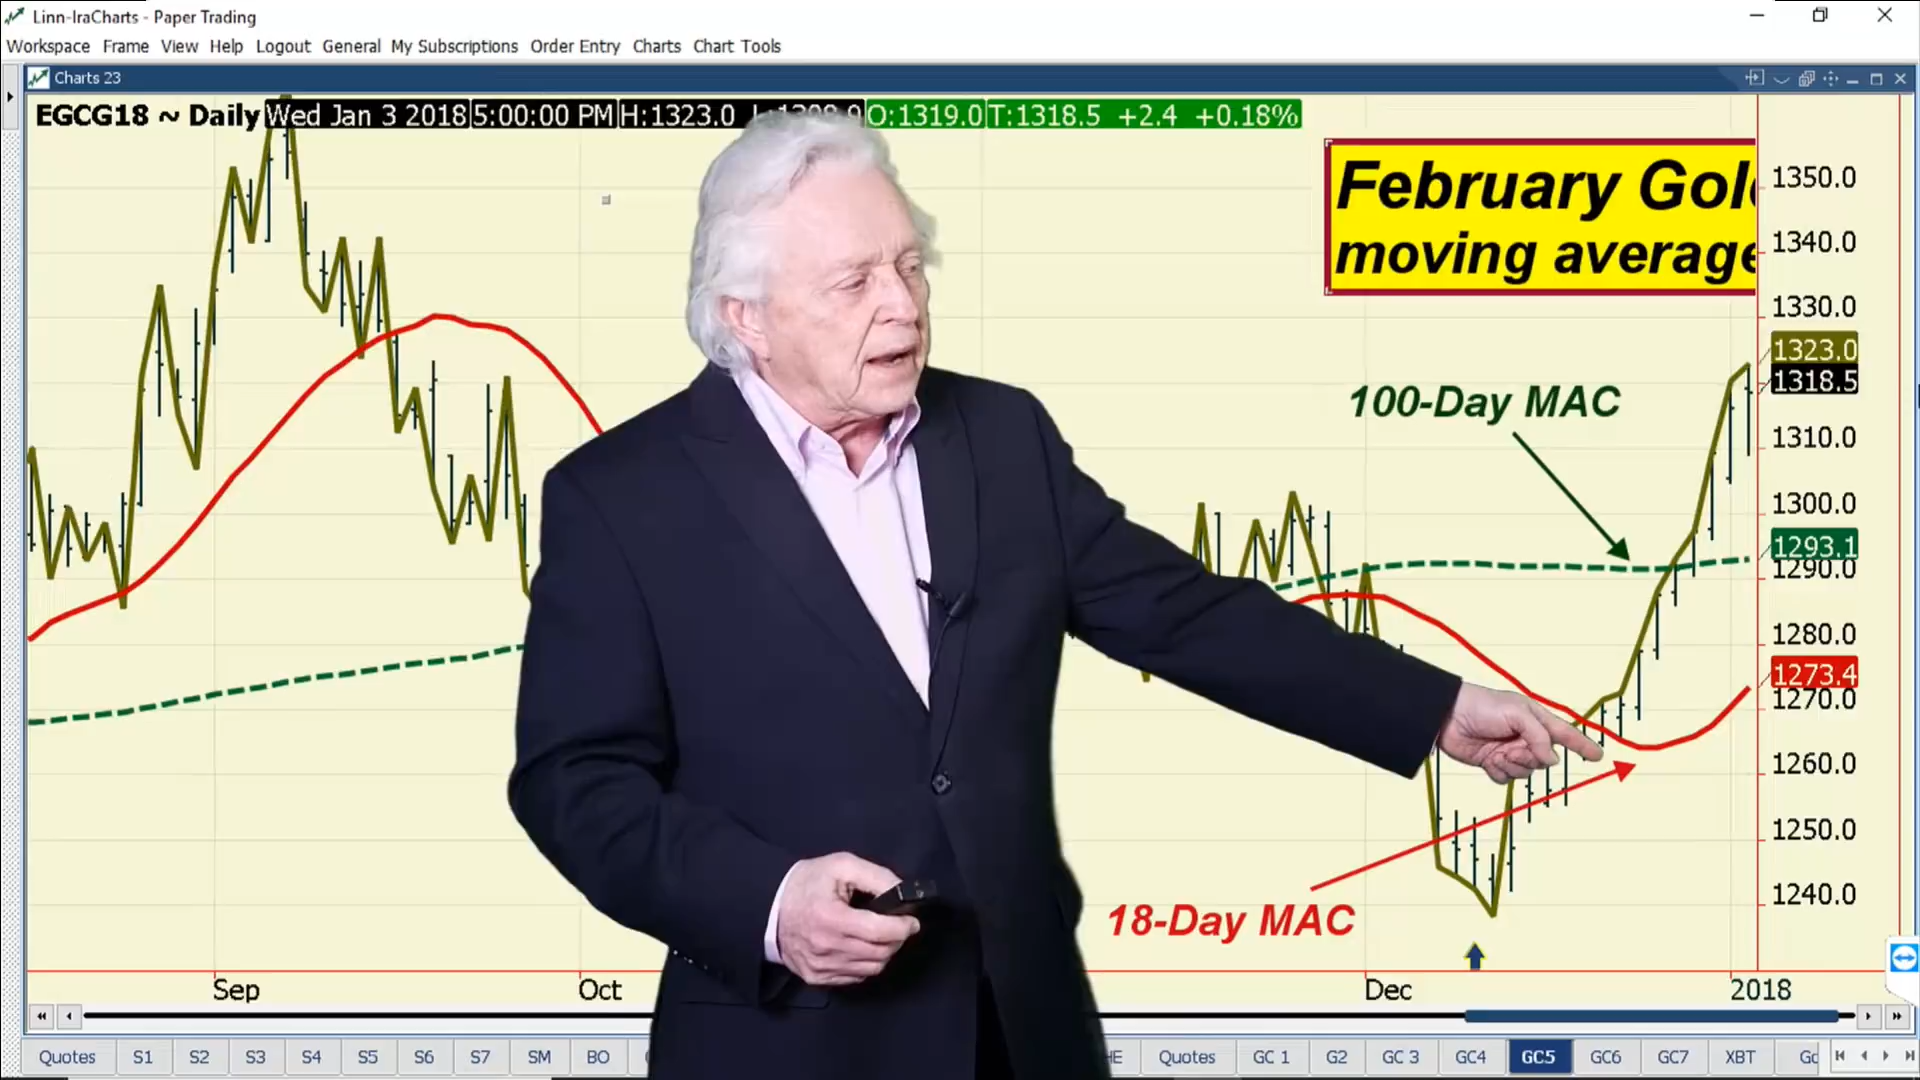 Linn-IraCharts - Paper Trading
Workspace Frame View Help Logout General My Subscriptions Order Entry Charts Chart Tools
Charts 23
EGCG18 ~ Daily Wed Jan 3 2018 5:00:00 PM H:1323.0 O:1319.0 T:1318.5 +2.4 +0.18%
February Gol
moving average
1350.0
1340.0
1330.0
1323.0
1318.5
100-Day MAC
1310.0
1300.0
1293.1
1290.0
1280.0
1273.4
1270.0
1260.0
1250.0
1240.0
18-Day MAC
Sep Oct Dec 2018
Quotes S1 S2 S3 S4 S5 S6 S7 SM BO HE Quotes GC 1 G2 GC 3 GC4 GC5 GC6 GC7 XBT Gc